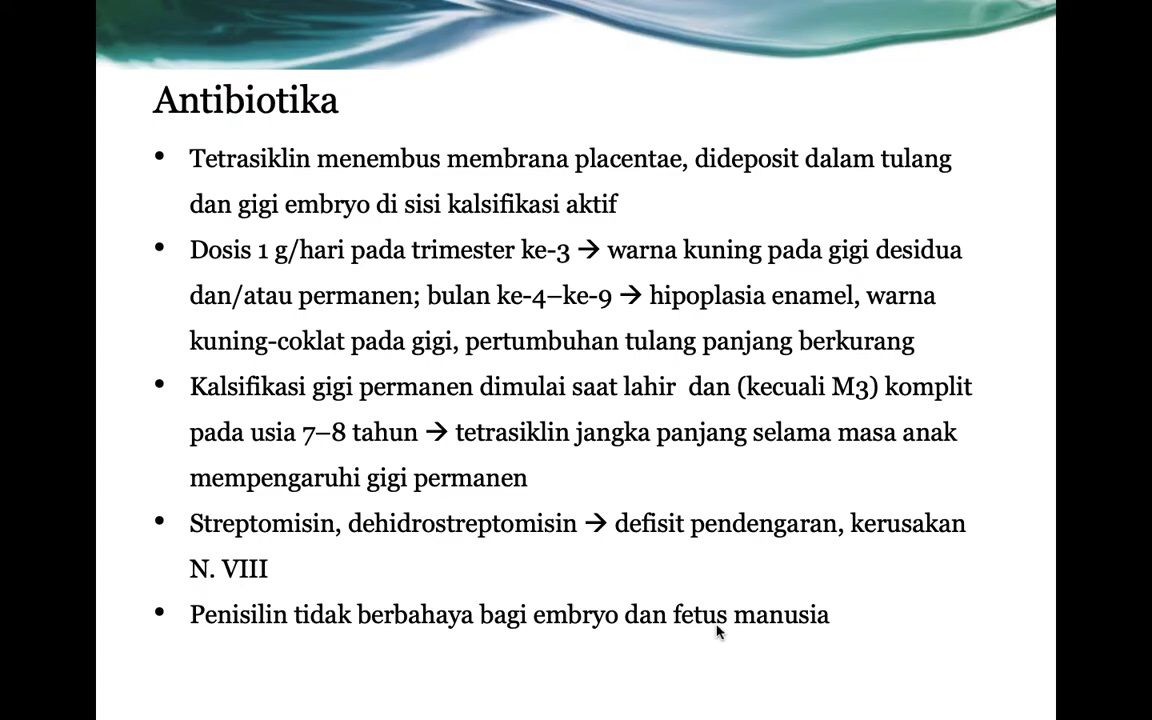 Antibiotika
• Tetrasiklin menembus membrana placentae, dideposit dalam tulang
dan gigi embryo di sisi kalsifikasi aktif
• Dosis 1 g/hari pada trimester ke-3 → warna kuning pada gigi desidua
dan/atau permanen; bulan ke-4–ke-9 → hipoplasia enamel, warna
kuning-coklat pada gigi, pertumbuhan tulang panjang berkurang
• Kalsifikasi gigi permanen dimulai saat lahir  dan (kecuali M3) komplit
pada usia 7–8 tahun → tetrasiklin jangka panjang selama masa anak
mempengaruhi gigi permanen
• Streptomisin, dehidrostreptomisin → defisit pendengaran, kerusakan
N. VIII
• Penisilin tidak berbahaya bagi embryo dan fetus manusia